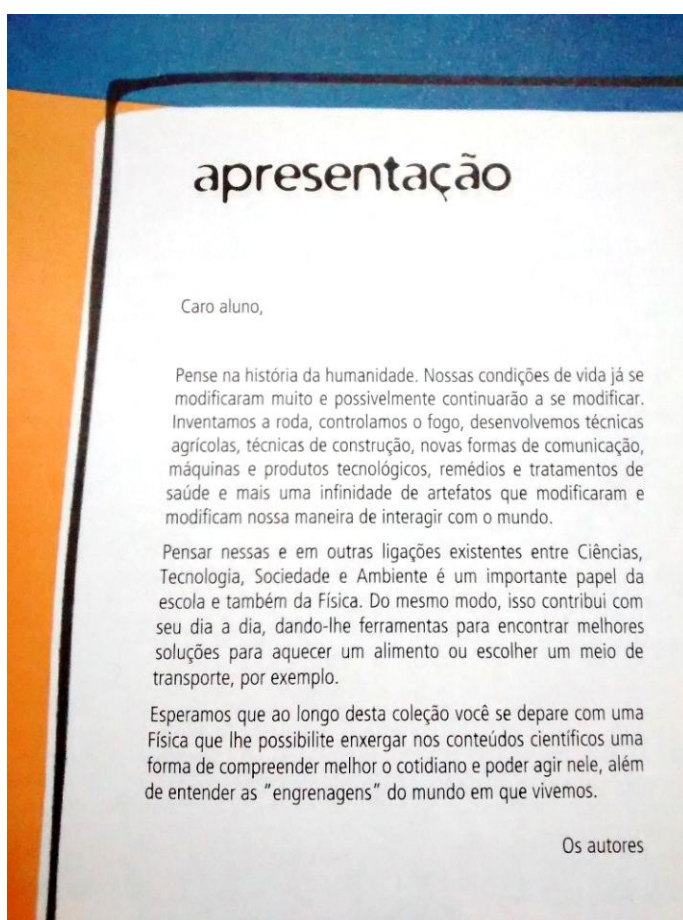 apresentação
Caro aluno,
Pense na história da humanidade. Nossas condições de vida já se
modificaram muito e possivelmente continuarão a se modificar.
Inventamos a roda, controlamos o fogo, desenvolvemos técnicas
agrícolas, técnicas de construção, novas formas de comunicação,
máquinas e produtos tecnológicos, remédios e tratamentos de
saúde e mais uma infinidade de artefatos que modificaram e
modificam nossa maneira de interagir com o mundo.
Pensar nessas e em outras ligações existentes entre Ciências,
Tecnologia, Sociedade e Ambiente é um importante papel da
escola e também da Física. Do mesmo modo, isso contribui com
seu dia a dia, dando-lhe ferramentas para encontrar melhores
soluções para aquecer um alimento ou escolher um meio de
transporte, por exemplo.
Esperamos que ao longo desta coleção você se depare com uma
Física que lhe possibilite enxergar nos conteúdos científicos uma
forma de compreender melhor o cotidiano e poder agir nele, além
de entender as "engrenagens" do mundo em que vivemos.
Os autores